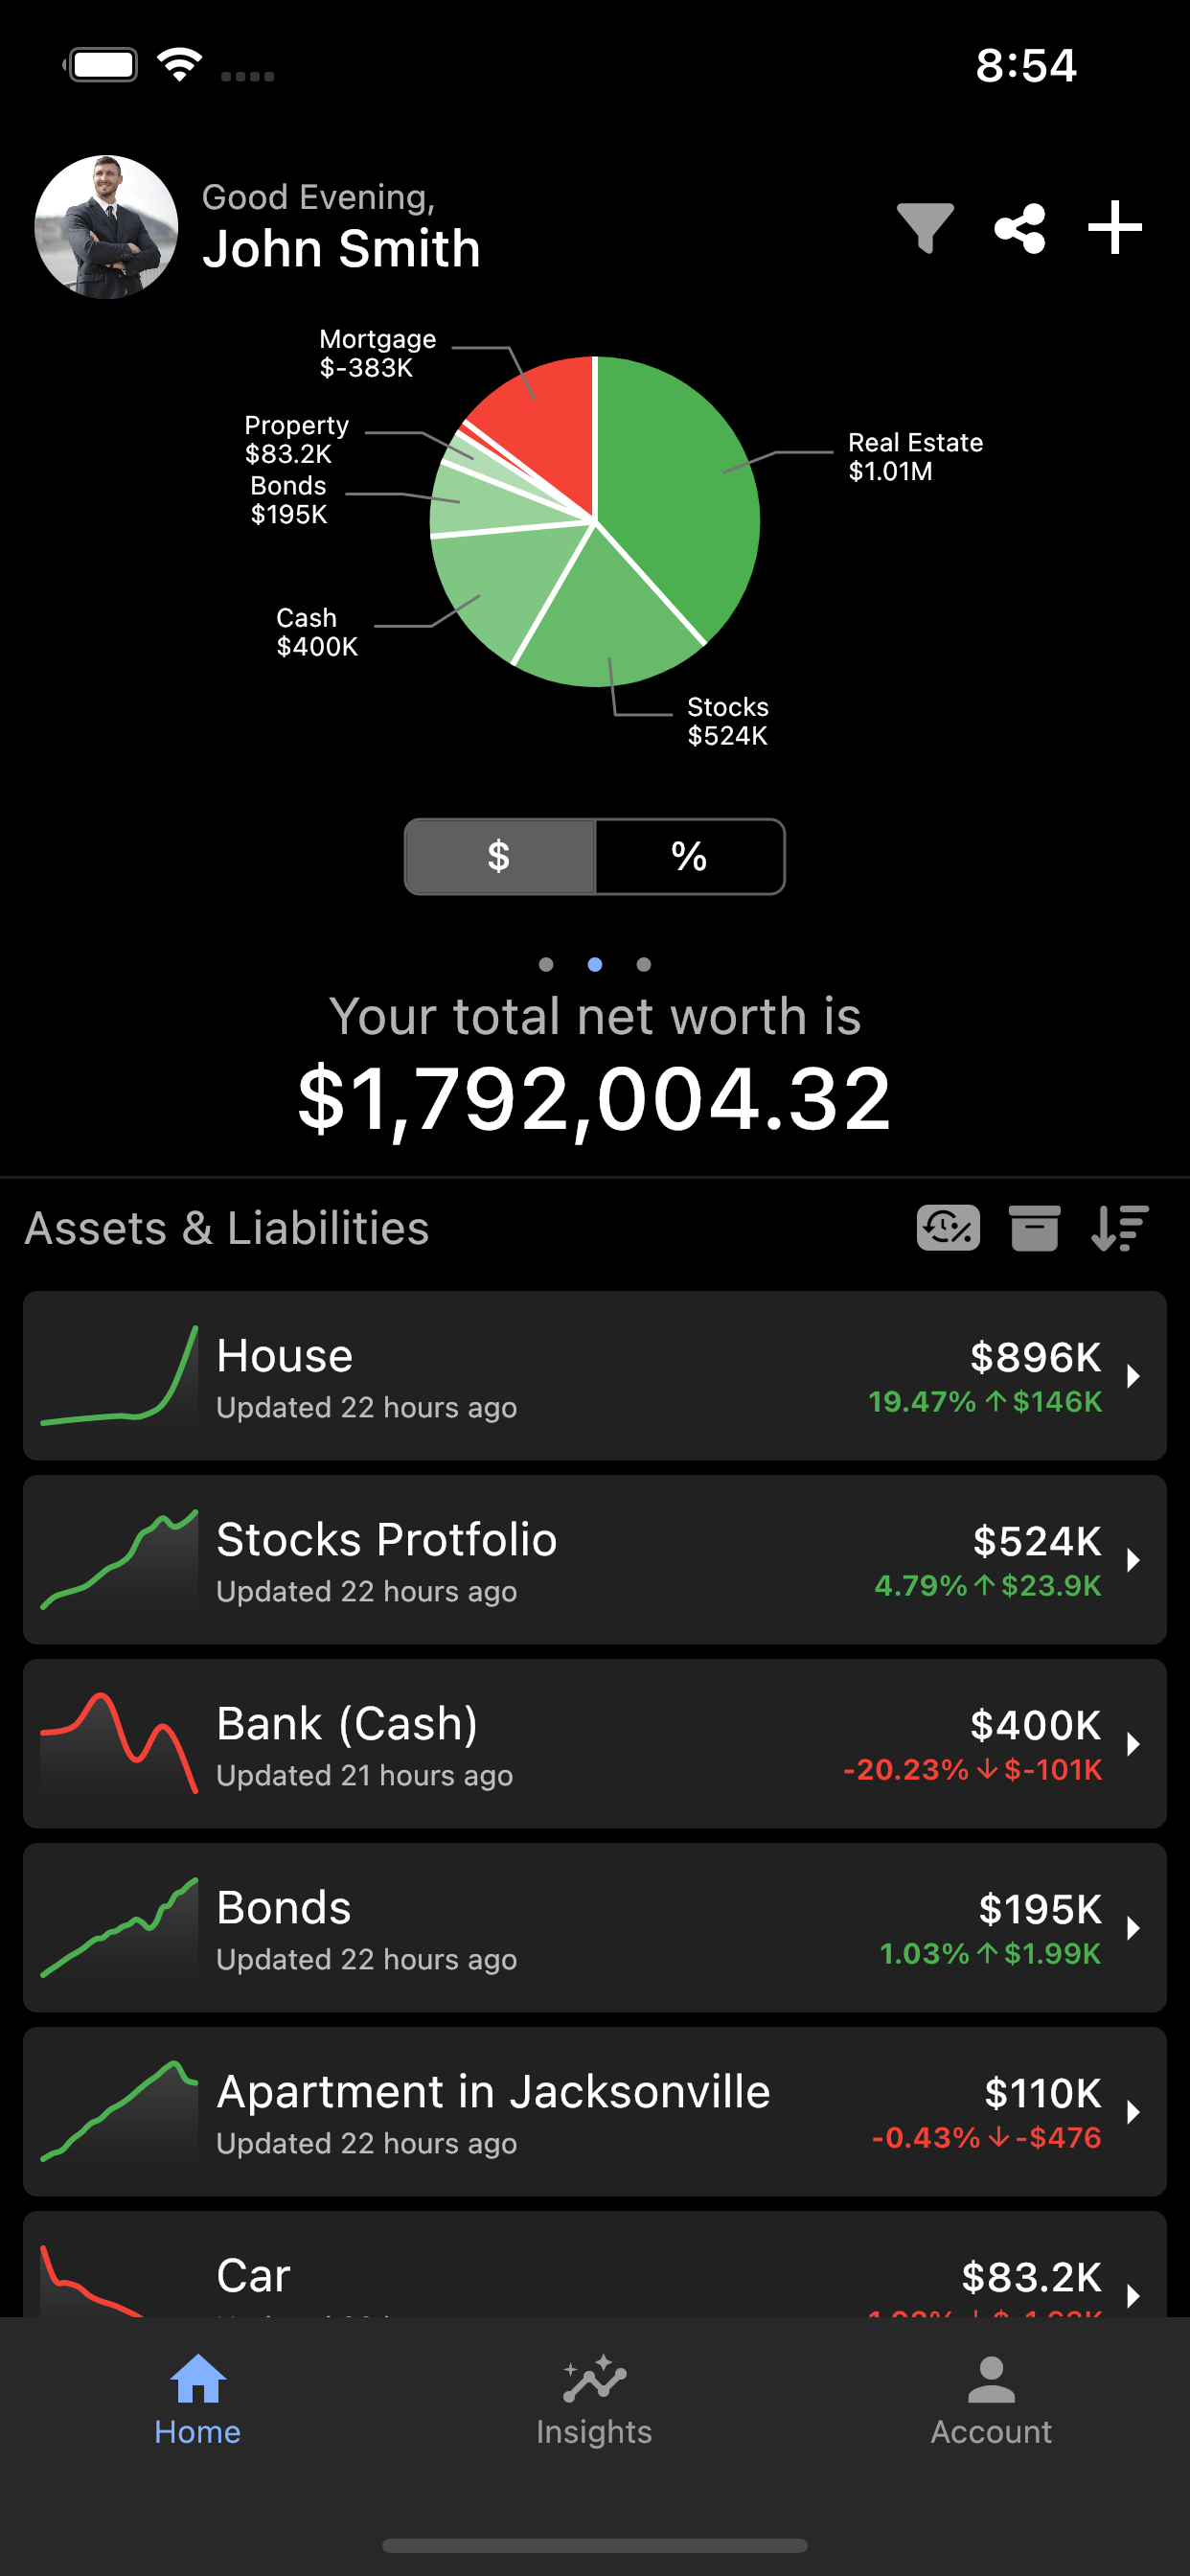 8:54
Good Evening,
John Smith
Mortgage
$-383K
Property
$83.2K
Bonds
$195K
Cash
$400K
Real Estate
$1.01M
Stocks
$524K
$ %
Your total net worth is
$1,792,004.32
Assets & Liabilities
House
$896K
Updated 22 hours ago
19.47% ↑ $146K
Stocks Protfolio
$524K
Updated 22 hours ago
4.79% ↑ $23.9K
Bank (Cash)
$400K
Updated 21 hours ago
-20.23% ↓ $-101K
Bonds
$195K
Updated 22 hours ago
1.03% ↑ $1.99K
Apartment in Jacksonville
$110K
Updated 22 hours ago
-0.43% ↓ -$476
Car
$83.2K
Home Insights Account